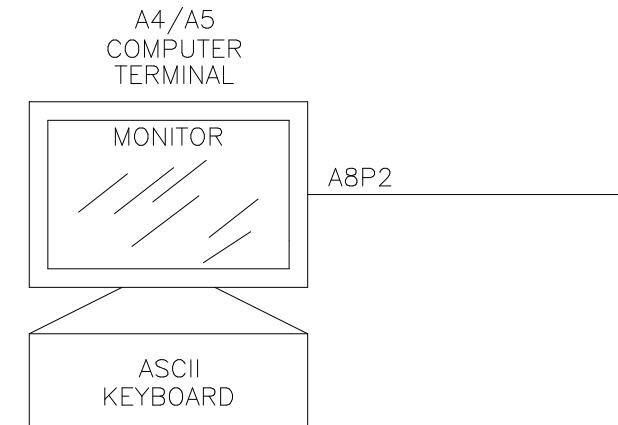 A4/A5
COMPUTER
TERMINAL
MONITOR
A8P2
ASCII
KEYBOARD